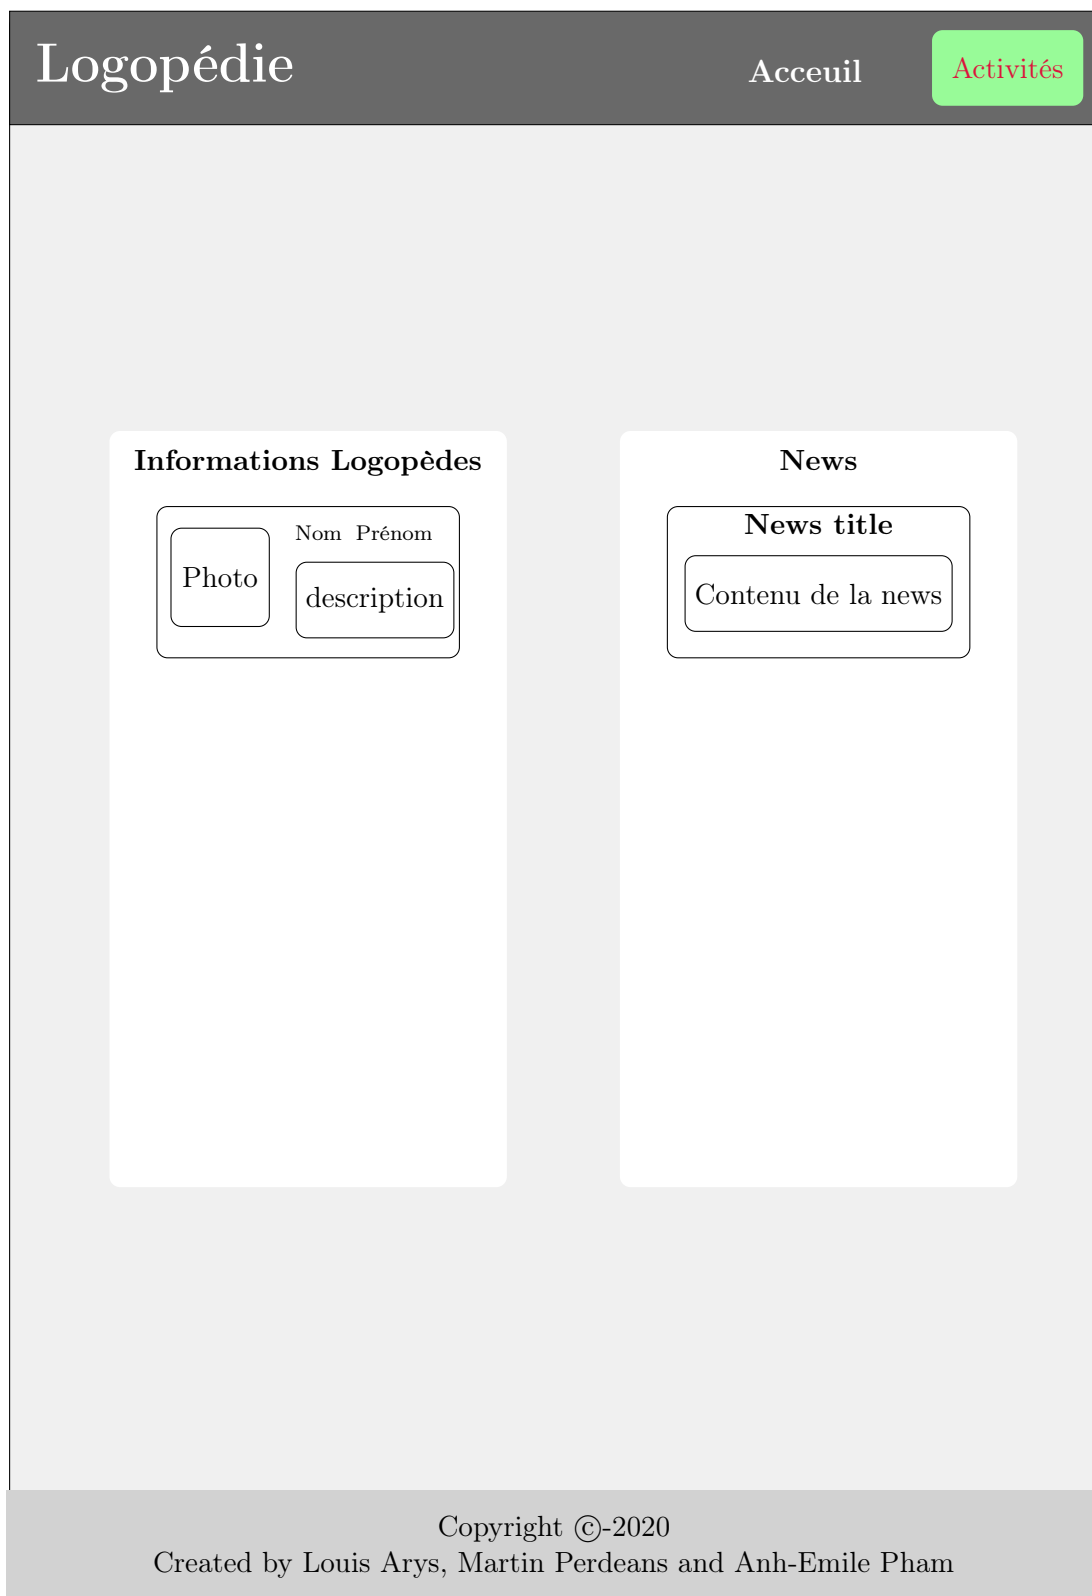 Logopédie
Acceuil
Activités
Informations Logopèdes
Photo
Nom Prénom
description
News
News title
Contenu de la news
Copyright ©-2020
Created by Louis Arys, Martin Perdeans and Anh-Emile Pham